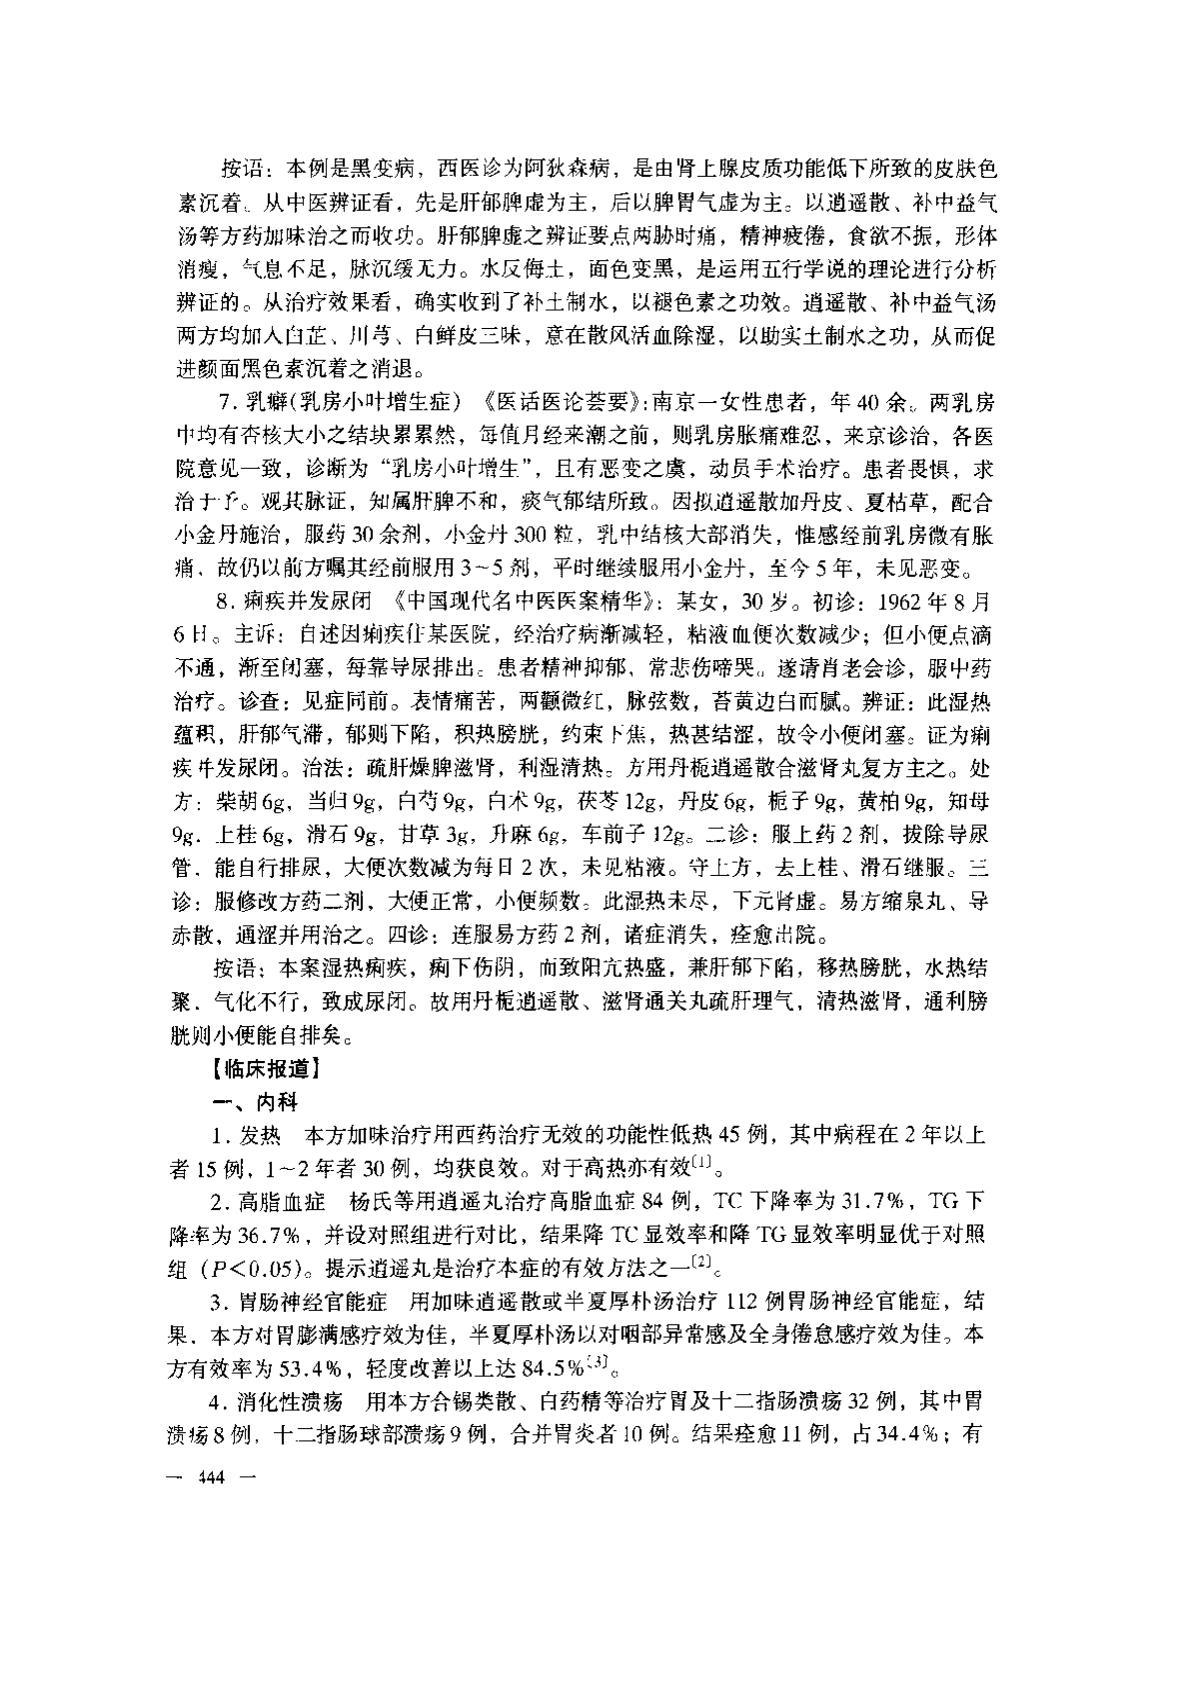 按语：本例是黑变病，西医诊为阿狄森病，是由肾上腺皮质功能低下所致的皮肤色
素沉着。从中医辨证看，先是肝郁脾虚为主，后以脾胃气虚为主。以逍遥散、补中益气
汤等方药加味治之而收功。肝郁脾虚之辨证要点两胁时痛，精神疲倦，食欲不振，形体
消瘦，气息不足，脉沉缓无力。水反侮土，面色变黑，是运用五行学说的理论进行分析
辨证的。从治疗效果看，确实收到了补土制水，以褪色素之功效。逍遥散、补中益气汤
两方均加入白芷、川芎、白鲜皮三味，意在散风活血除湿，以助实土制水之功，从而促
进颜面黑色素沉着之消退。
7. 乳癖(乳房小叶增生症) 《医话医论荟要》:南京一女性患者，年 40 余。两乳房
中均有杏核大小之结块累累然，每值月经来潮之前，则乳房胀痛难忍，来京诊治，各医
院意见一致，诊断为“乳房小叶增生”，且有恶变之虞，动员手术治疗。患者畏惧，求
治于予。观其脉证，知属肝脾不和，痰气郁结所致。因拟逍遥散加丹皮、夏枯草，配合
小金丹施治，服药 30 余剂，小金丹 300 粒，乳中结核大部消失，惟感经前乳房微有胀
痛，故仍以前方嘱其经前服用 3~5 剂，平时继续服用小金丹，至今 5 年，未见恶变。
8. 痢疾并发尿闭 《中国现代名中医医案精华》：某女，30 岁。初诊：1962 年 8 月
6 日。主诉：自述因痢疾住某医院，经治疗病渐减轻，粘液血便次数减少；但小便点滴
不通，渐至闭塞，每靠导尿排出。患者精神抑郁，常悲伤啼哭。遂请肖老会诊，服中药
治疗。诊查：见症同前。表情痛苦，两颧微红，脉弦数，苔黄边白而腻。辨证：此湿热
蕴积，肝郁气滞，郁则下陷，积热膀胱，约束下焦，热甚结涩，故令小便闭塞。证为痢
疾并发尿闭。治法：疏肝燥脾滋肾，利湿清热。方用丹栀逍遥散合滋肾丸复方主之。处
方：柴胡 6g，当归 9g，白芍 9g，白术 9g，茯苓 12g，丹皮 6g，栀子 9g，黄柏 9g，知母
9g，上桂 6g，滑石 9g，甘草 3g，升麻 6g，车前子 12g。二诊：服上药 2 剂，拔除导尿
管，能自行排尿，大便次数减为每日 2 次，未见粘液。守上方，去上桂、滑石继服。三
诊：服修改方药二剂，大便正常，小便频数。此湿热未尽，下元肾虚。易方缩泉丸、导
赤散，通涩并用治之。四诊：连服易方药 2 剂，诸症消失，痊愈出院。
按语：本案湿热痢疾，痢下伤阴，而致阳亢热盛，兼肝郁下陷，移热膀胱，水热结
聚，气化不行，致成尿闭。故用丹栀逍遥散、滋肾通关丸疏肝理气，清热滋肾，通利膀
胱则小便能自排矣。
【临床报道】
一、内科
1. 发热 本方加味治疗用西药治疗无效的功能性低热 45 例，其中病程在 2 年以上
者 15 例，1~2 年者 30 例，均获良效。对于高热亦有效〔1〕。
2. 高脂血症 杨氏等用逍遥丸治疗高脂血症 84 例，TC 下降率为 31.7%，TG 下
降率为 36.7%，并设对照组进行对比，结果降 TC 显效率和降 TG 显效率明显优于对照
组（P<0.05）。提示逍遥丸是治疗本症的有效方法之一〔2〕。
3. 胃肠神经官能症 用加味逍遥散或半夏厚朴汤治疗 112 例胃肠神经官能症，结
果，本方对胃膨满感疗效为佳，半夏厚朴汤以对咽部异常感及全身倦怠感疗效为佳。本
方有效率为 53.4%，轻度改善以上达 84.5%〔3〕。
4. 消化性溃疡 用本方合锡类散、白药精等治疗胃及十二指肠溃疡 32 例，其中胃
溃疡 8 例，十二指肠球部溃疡 9 例，合并胃炎者 10 例。结果痊愈 11 例，占 34.4%；有
— 444 —